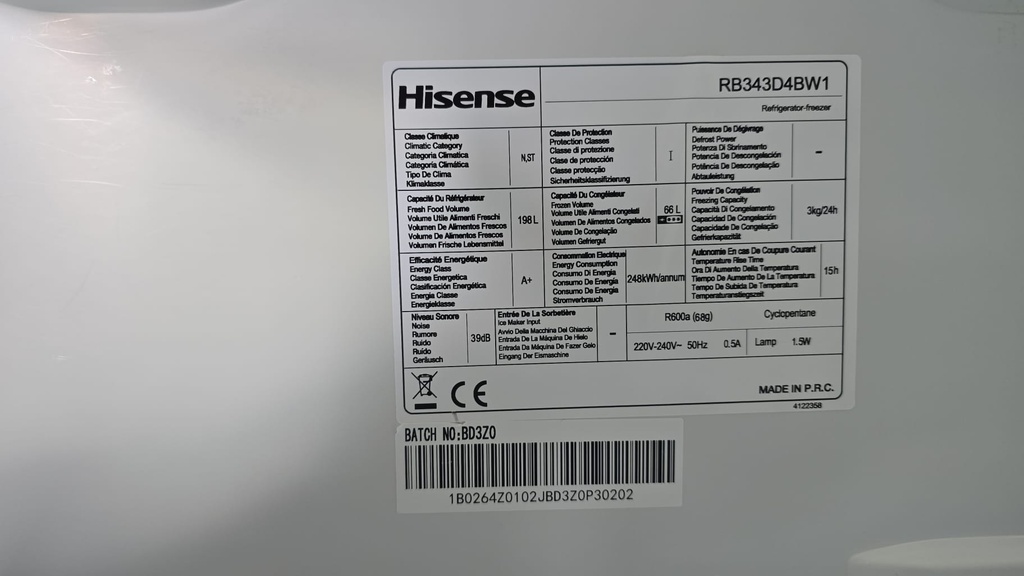 Hisense
RB343D4BW1
Refrigerator-freezer
Classe Climatique
Climatic Category
Categoria Climatica
Categoría Climática
Tipo De Clima
Klimaklasse
N,ST
Classe De Protection
Protection Classes
Classe di protezione
Clase de protección
Classe protecção
Sicherheitsklassifizierung
I
Puissance De Dégivrage
Defrost Power
Potenza Di Sbrinamento
Potencia De Descongelación
Potência De Descongelação
Abtauleistung
-
Capacité Du Réfrigérateur
Fresh Food Volume
Volume Utile Alimenti Freschi
Volumen De Alimentos Frescos
Volume De Alimentos Frescos
Volumen Frische Lebensmittel
198 L
Capacité Du Congélateur
Frozen Volume
Volume Utile Alimenti Congelati
Volumen De Alimentos Congelados
Volume De Congelação
Volumen Gefriergut
66 L
Pouvoir De Congélation
Freezing Capacity
Capacità Di Congelamento
Capacidad De Congelación
Capacidade De Congelação
Gefrierkapazität
3kg/24h
Efficacité Energétique
Energy Class
Classe Energetica
Clasificación Energética
Energia Classe
Energieklasse
A+
Consommation Electrique
Energy Consumption
Consumo Di Energia
Consumo De Energía
Consumo De Energia
Stromverbrauch
248kWh/annum
Autonomie En cas De Coupure Courant
Temperature Rise Time
Ora Di Aumento Della Temperatura
Tiempo De Aumento De La Temperatura
Tempo De Subida De Temperatura
Temperaturanstiegszeit
15h
Niveau Sonore
Noise
Rumore
Ruido
Ruído
Geräusch
39dB
Entrée De La Sorbetière
Ice Maker Input
Avvio Della Macchina Del Ghiaccio
Entrada De La Máquina De Hielo
Entrada Da Máquina De Fazer Gelo
Eingang Der Eismaschine
-
R600a (68g)
Cyclopentane
220V-240V~ 50Hz 0.5A
Lamp 1.5W
CE
MADE IN P.R.C.
4122358
BATCH NO:BD3Z0
1B0264Z0102JBD3Z0P30202